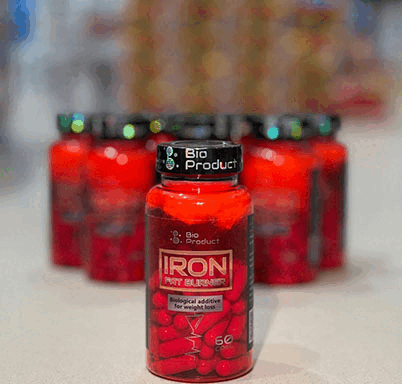 Bio
Product
Bio
Product
IRON
FAT BURNER
Biological additive
for weight loss
60